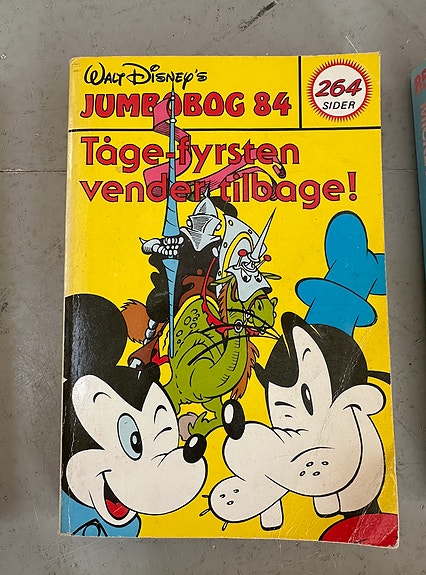 WALT DISNEY'S
JUMBOBOG 84
264
SIDER
Tåge-fyrsten
vender tilbage!